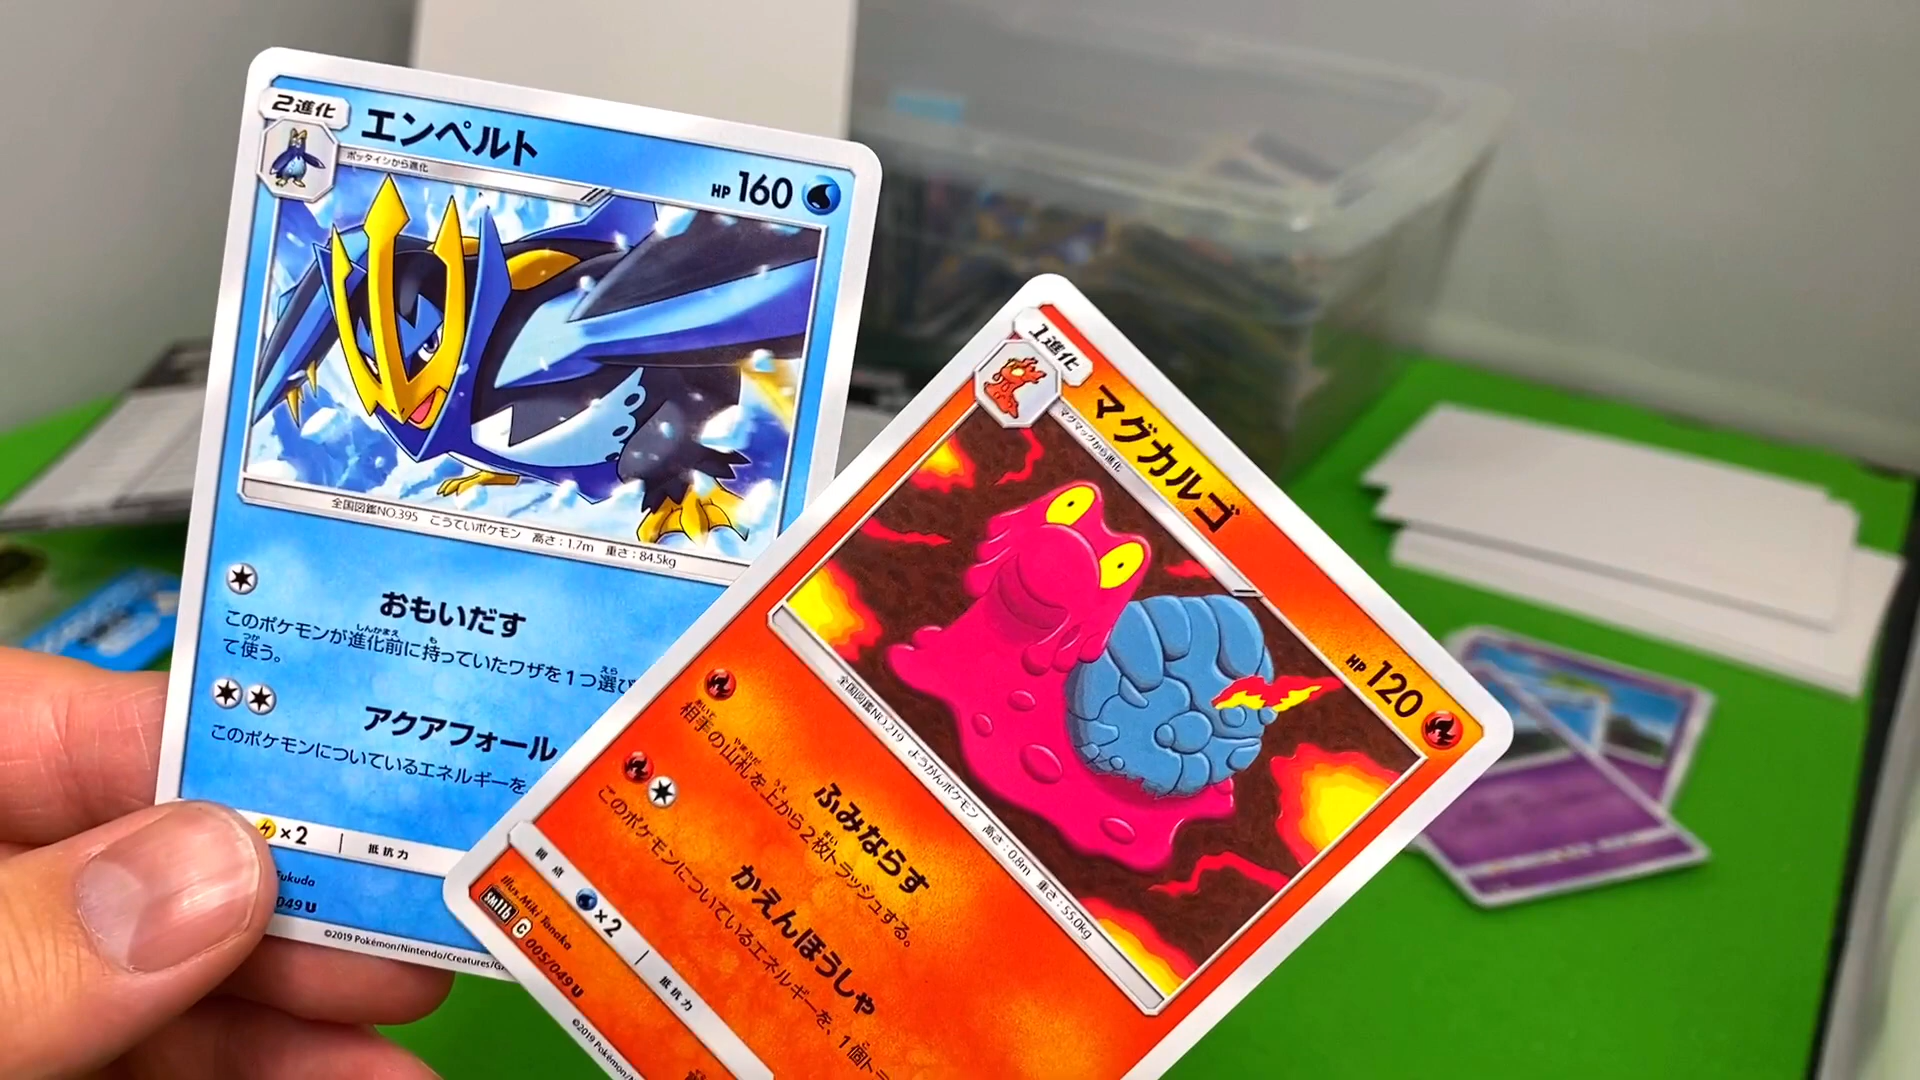 2進化
エンペルト
ポッタイシから進化
HP 160
全国図鑑NO.395 こうていポケモン 高さ:1.7m 重さ:84.5kg
おもいだす
このポケモンが進化前に持っていたワザを1つ選び
て使う。
アクアフォール
このポケモンについているエネルギーを
×2
抵抗力
Fukuda
049 U
©2019 Pokémon/Nintendo/Creatures/G
1進化
マグカルゴ
マグマッグから進化
HP 120
全国図鑑NO.219 ようがんポケモン 高さ:0.8m 重さ:55.0kg
ふみならす
相手の山札を上から2枚トラッシュする。
かえんほうしゃ
このポケモンについているエネルギーを、1個ト
弱点
×2
抵抗力
illus. Miki Tanaka
SM11b C 005/049 U
©2019 Pokémon/N